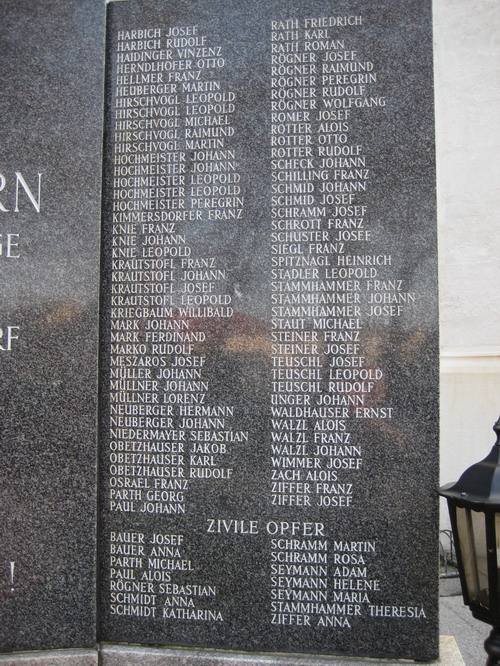 RN
GE
RF
!
HARBICH JOSEF
HARBICH RUDOLF
HAIDINGER VINZENZ
HERNDLHOFER OTTO
HELLMER FRANZ
HEUBERGER MARTIN
HIRSCHVOGL LEOPOLD
HIRSCHVOGL LEOPOLD
HIRSCHVOGL MICHAEL
HIRSCHVOGL RAIMUND
HIRSCHVOGL MARTIN
HOCHMEISTER JOHANN
HOCHMEISTER JOHANN
HOCHMEISTER LEOPOLD
HOCHMEISTER LEOPOLD
HOCHMEISTER PEREGRIN
KIMMERSDORFER FRANZ
KNIE FRANZ
KNIE JOHANN
KNIE LEOPOLD
KRAUTSTOFL FRANZ
KRAUTSTOFL JOHANN
KRAUTSTOFL JOSEF
KRAUTSTOFL LEOPOLD
KRIEGBAUM WILLIBALD
MARK JOHANN
MARK FERDINAND
MARKO RUDOLF
MESZAROS JOSEF
MÜLLER JOHANN
MÜLLNER JOHANN
MÜLLNER LORENZ
NEUBERGER HERMANN
NEUBERGER JOHANN
NIEDERMAYER SEBASTIAN
OBETZHAUSER JAKOB
OBETZHAUSER KARL
OBETZHAUSER RUDOLF
OSRAEL FRANZ
PARTH GEORG
PAUL JOHANN
RATH FRIEDRICH
RATH KARL
RATH ROMAN
RÖGNER JOSEF
RÖGNER RAIMUND
RÖGNER PEREGRIN
RÖGNER RUDOLF
RÖGNER WOLFGANG
ROMER JOSEF
ROTTER ALOIS
ROTTER OTTO
ROTTER RUDOLF
SCHECK JOHANN
SCHILLING FRANZ
SCHMID JOHANN
SCHMID JOSEF
SCHRAMM JOSEF
SCHROTT FRANZ
SCHUSTER JOSEF
SIEGL FRANZ
SPITZNAGL HEINRICH
STADLER LEOPOLD
STAMMHAMMER FRANZ
STAMMHAMMER JOHANN
STAMMHAMMER JOSEF
STAUT MICHAEL
STEINER FRANZ
STEINER JOSEF
TEUSCHL JOSEF
TEUSCHL LEOPOLD
TEUSCHL RUDOLF
UNGER JOHANN
WALDHAUSER ERNST
WALZL ALOIS
WALZL FRANZ
WALZL JOHANN
WIMMER JOSEF
ZACH ALOIS
ZIFFER FRANZ
ZIFFER JOSEF
ZIVILE OPFER
BAUER JOSEF
BAUER ANNA
PARTH MICHAEL
PAUL ALOIS
RÖGNER SEBASTIAN
SCHMIDT ANNA
SCHMIDT KATHARINA
SCHRAMM MARTIN
SCHRAMM ROSA
SEYMANN ADAM
SEYMANN HELENE
SEYMANN MARIA
STAMMHAMMER THERESIA
ZIFFER ANNA